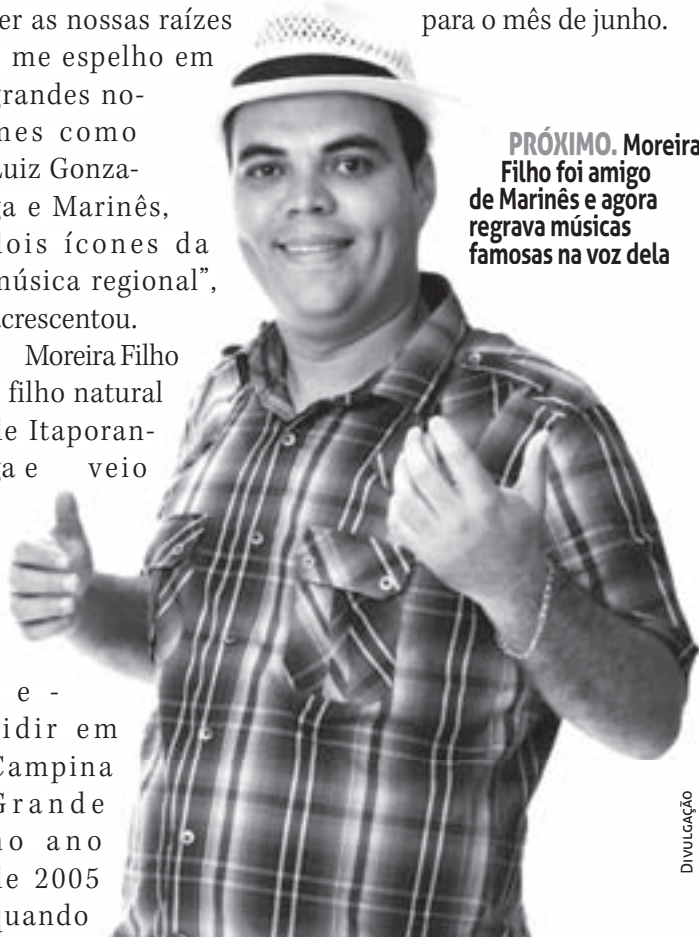 er as nossas raízes
me espelho em
grandes no-
mes como
Luiz Gonza-
ga e Marinês,
dois ícones da
música regional”,
acrescentou.
Moreira Filho
filho natural
de Itaporan-
ga e veio
e -
idir em
Campina
Grande
no ano
de 2005
quando
para o mês de junho.
PRÓXIMO. Moreira
Filho foi amigo
de Marinês e agora
regrava músicas
famosas na voz dela
DIVULGAÇÃO